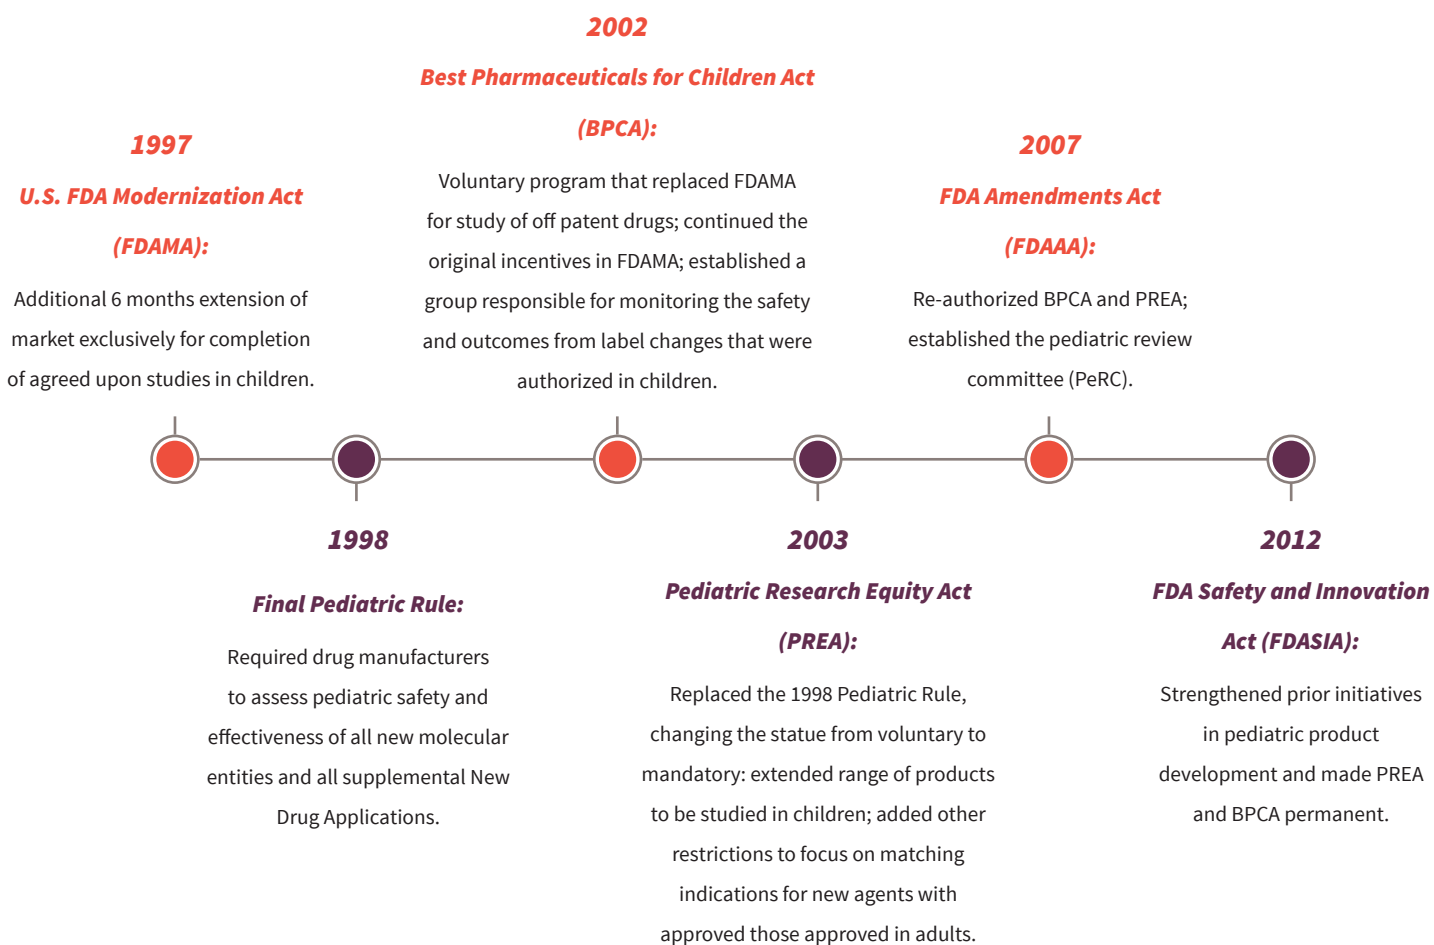 1997
U.S. FDA Modernization Act
(FDAMA):
Additional 6 months extension of
market exclusively for completion
of agreed upon studies in children.
1998
Final Pediatric Rule:
Required drug manufacturers
to assess pediatric safety and
effectiveness of all new molecular
entities and all supplemental New
Drug Applications.
2002
Best Pharmaceuticals for Children Act
(BPCA):
Voluntary program that replaced FDAMA
for study of off patent drugs; continued the
original incentives in FDAMA; established a
group responsible for monitoring the safety
and outcomes from label changes that were
authorized in children.
2003
Pediatric Research Equity Act
(PREA):
Replaced the 1998 Pediatric Rule,
changing the statue from voluntary to
mandatory: extended range of products
to be studied in children; added other
restrictions to focus on matching
indications for new agents with
approved those approved in adults.
2007
FDA Amendments Act
(FDAAA):
Re-authorized BPCA and PREA;
established the pediatric review
committee (PeRC).
2012
FDA Safety and Innovation
Act (FDASIA):
Strengthened prior initiatives
in pediatric product
development and made PREA
and BPCA permanent.